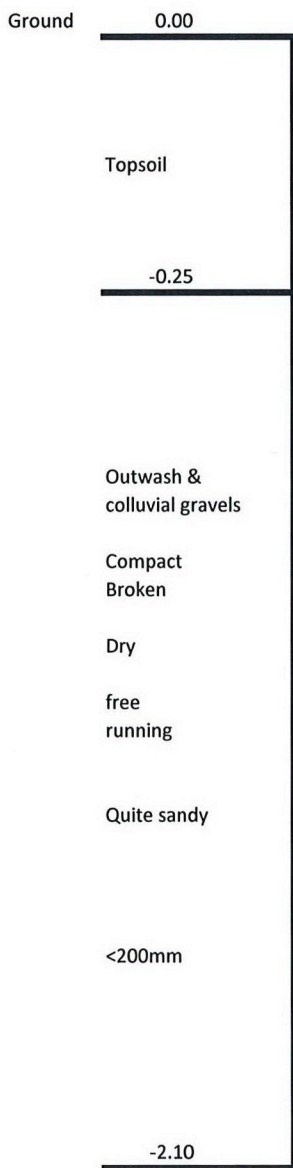 Ground 0.00
Topsoil
-0.25
Outwash &
colluvial gravels
Compact
Broken
Dry
free
running
Quite sandy
<200mm
-2.10